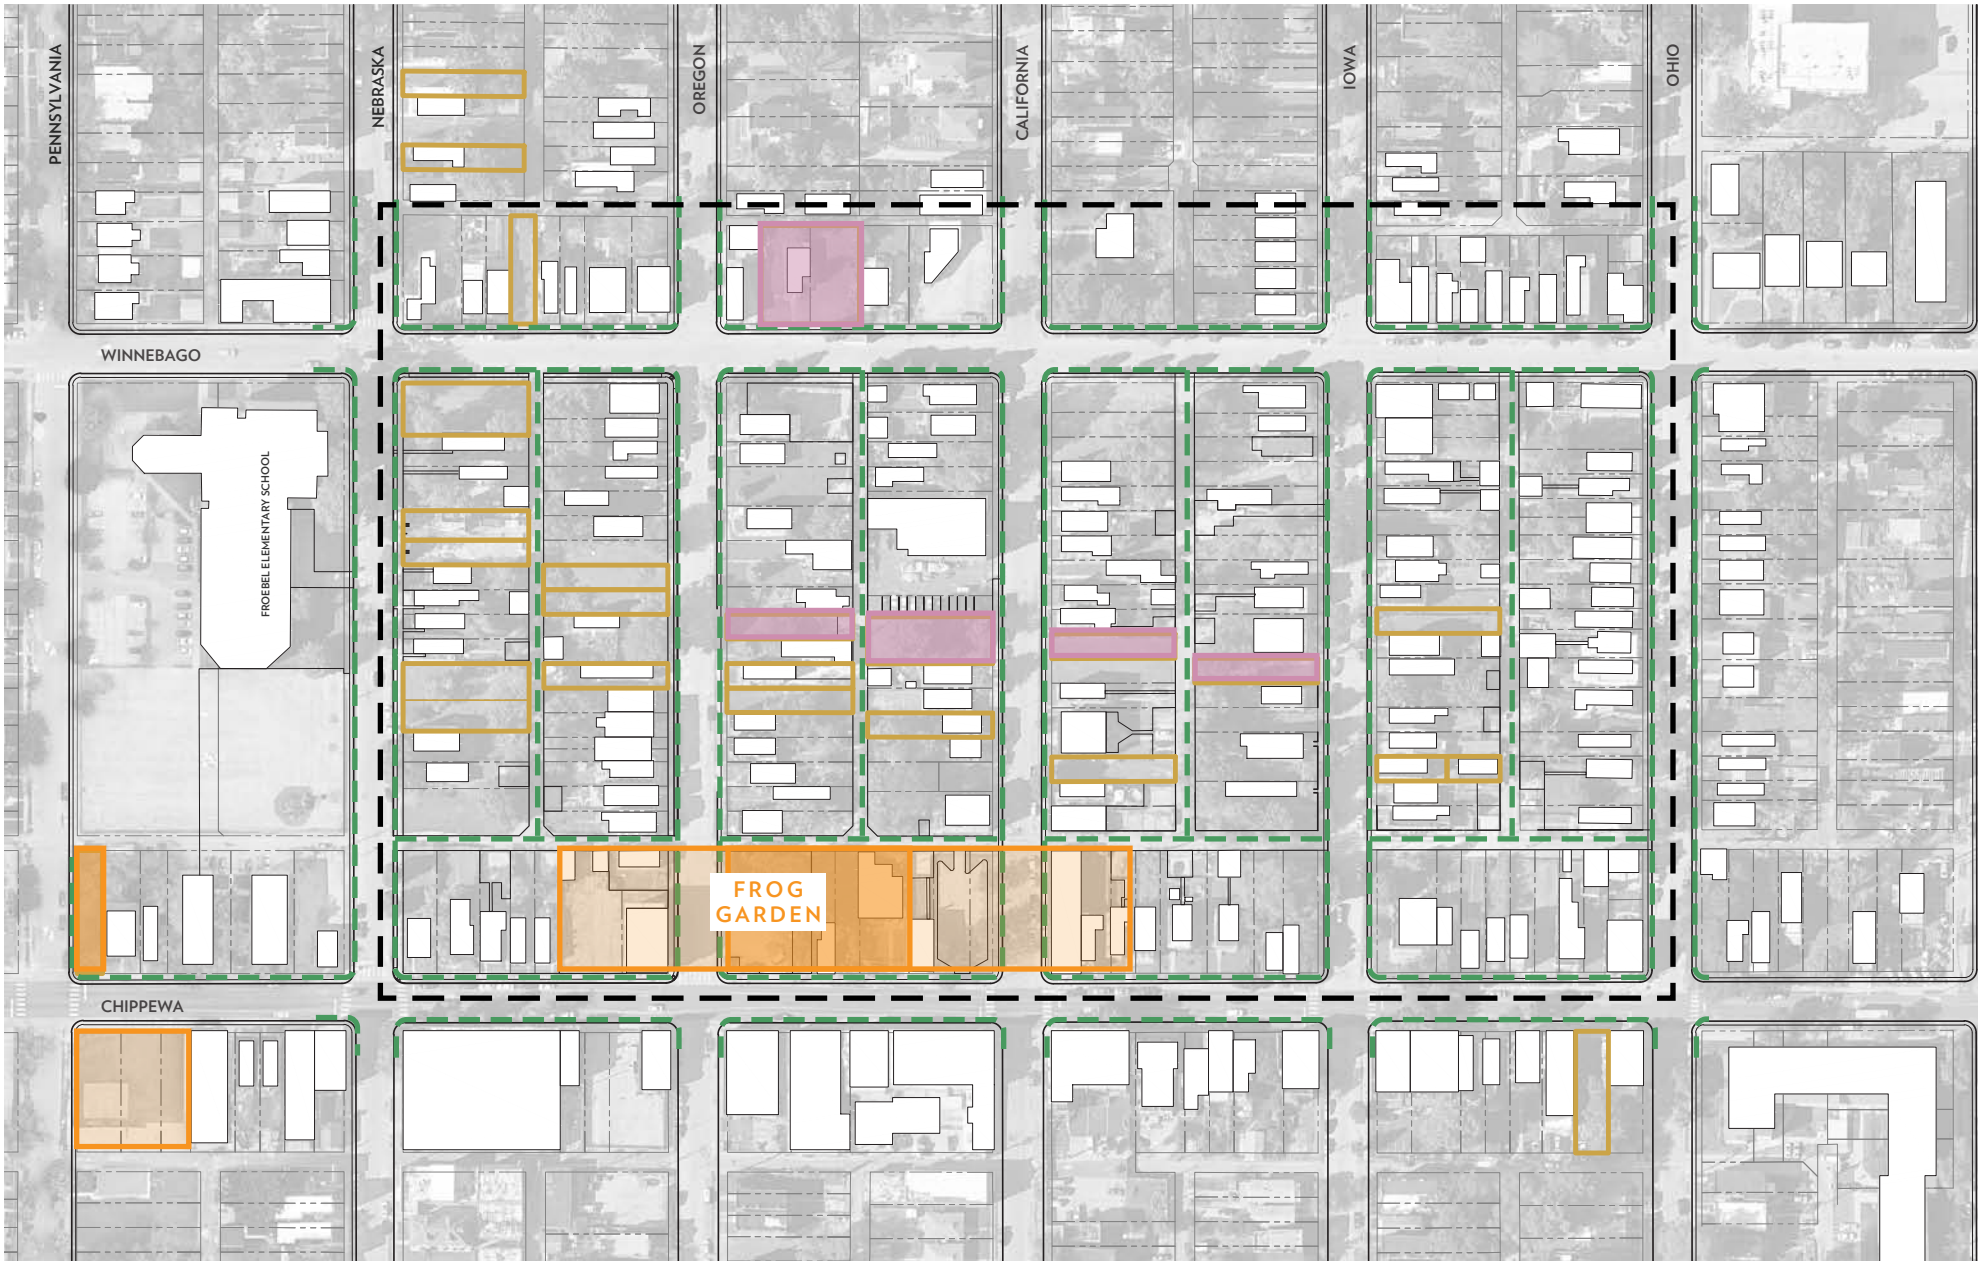 PENNSYLVANIA
NEBRASKA
OREGON
CALIFORNIA
IOWA
OHIO
WINNEBAGO
FROEBEL ELEMENTARY SCHOOL
FROG
GARDEN
CHIPPEWA